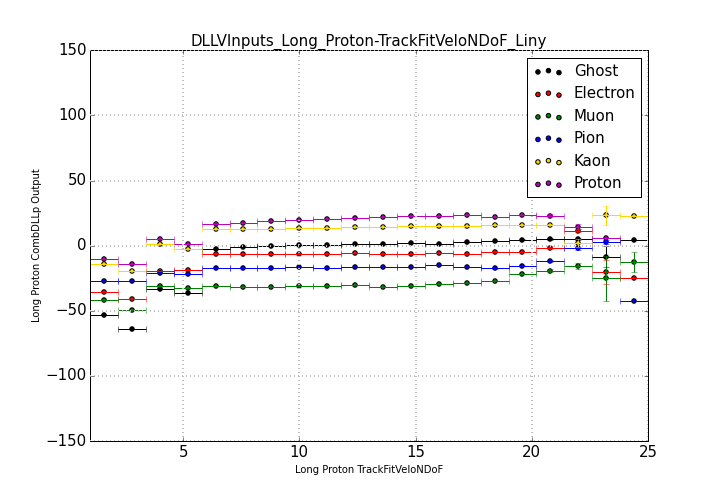 DLLVInputs_Long_Proton-TrackFitVeloNDoF_Liny
150
100
50
0
−50
−100
−150
Long Proton CombDLLp Output
Ghost
Electron
Muon
Pion
Kaon
Proton
5
10
15
20
25
Long Proton TrackFitVeloNDoF